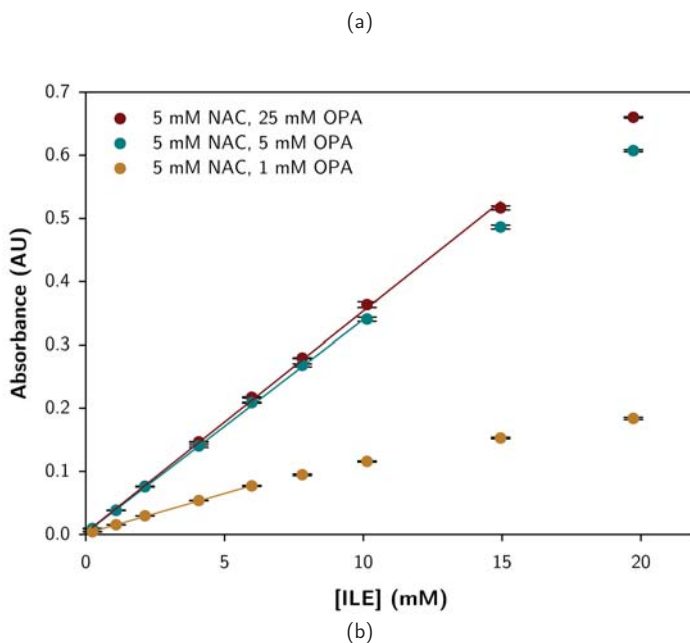 (a)
0.7
5 mM NAC, 25 mM OPA
5 mM NAC, 5 mM OPA
5 mM NAC, 1 mM OPA
0.6
0.5
0.4
0.3
0.2
0.1
0.0
Absorbance (AU)
0 5 10 15 20
[ILE] (mM)
(b)